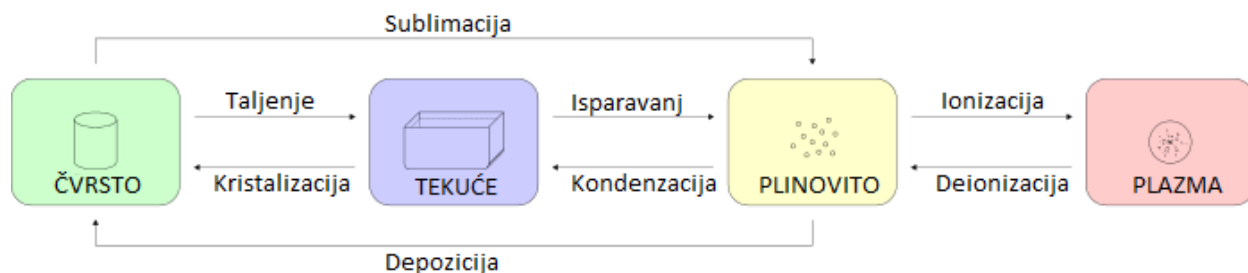 Sublimacija
Taljenje
Isparavanj
Ionizacija
ČVRSTO
Kristalizacija
TEKUĆE
Kondenzacija
PLINOVITO
Deionizacija
PLAZMA
Depozicija